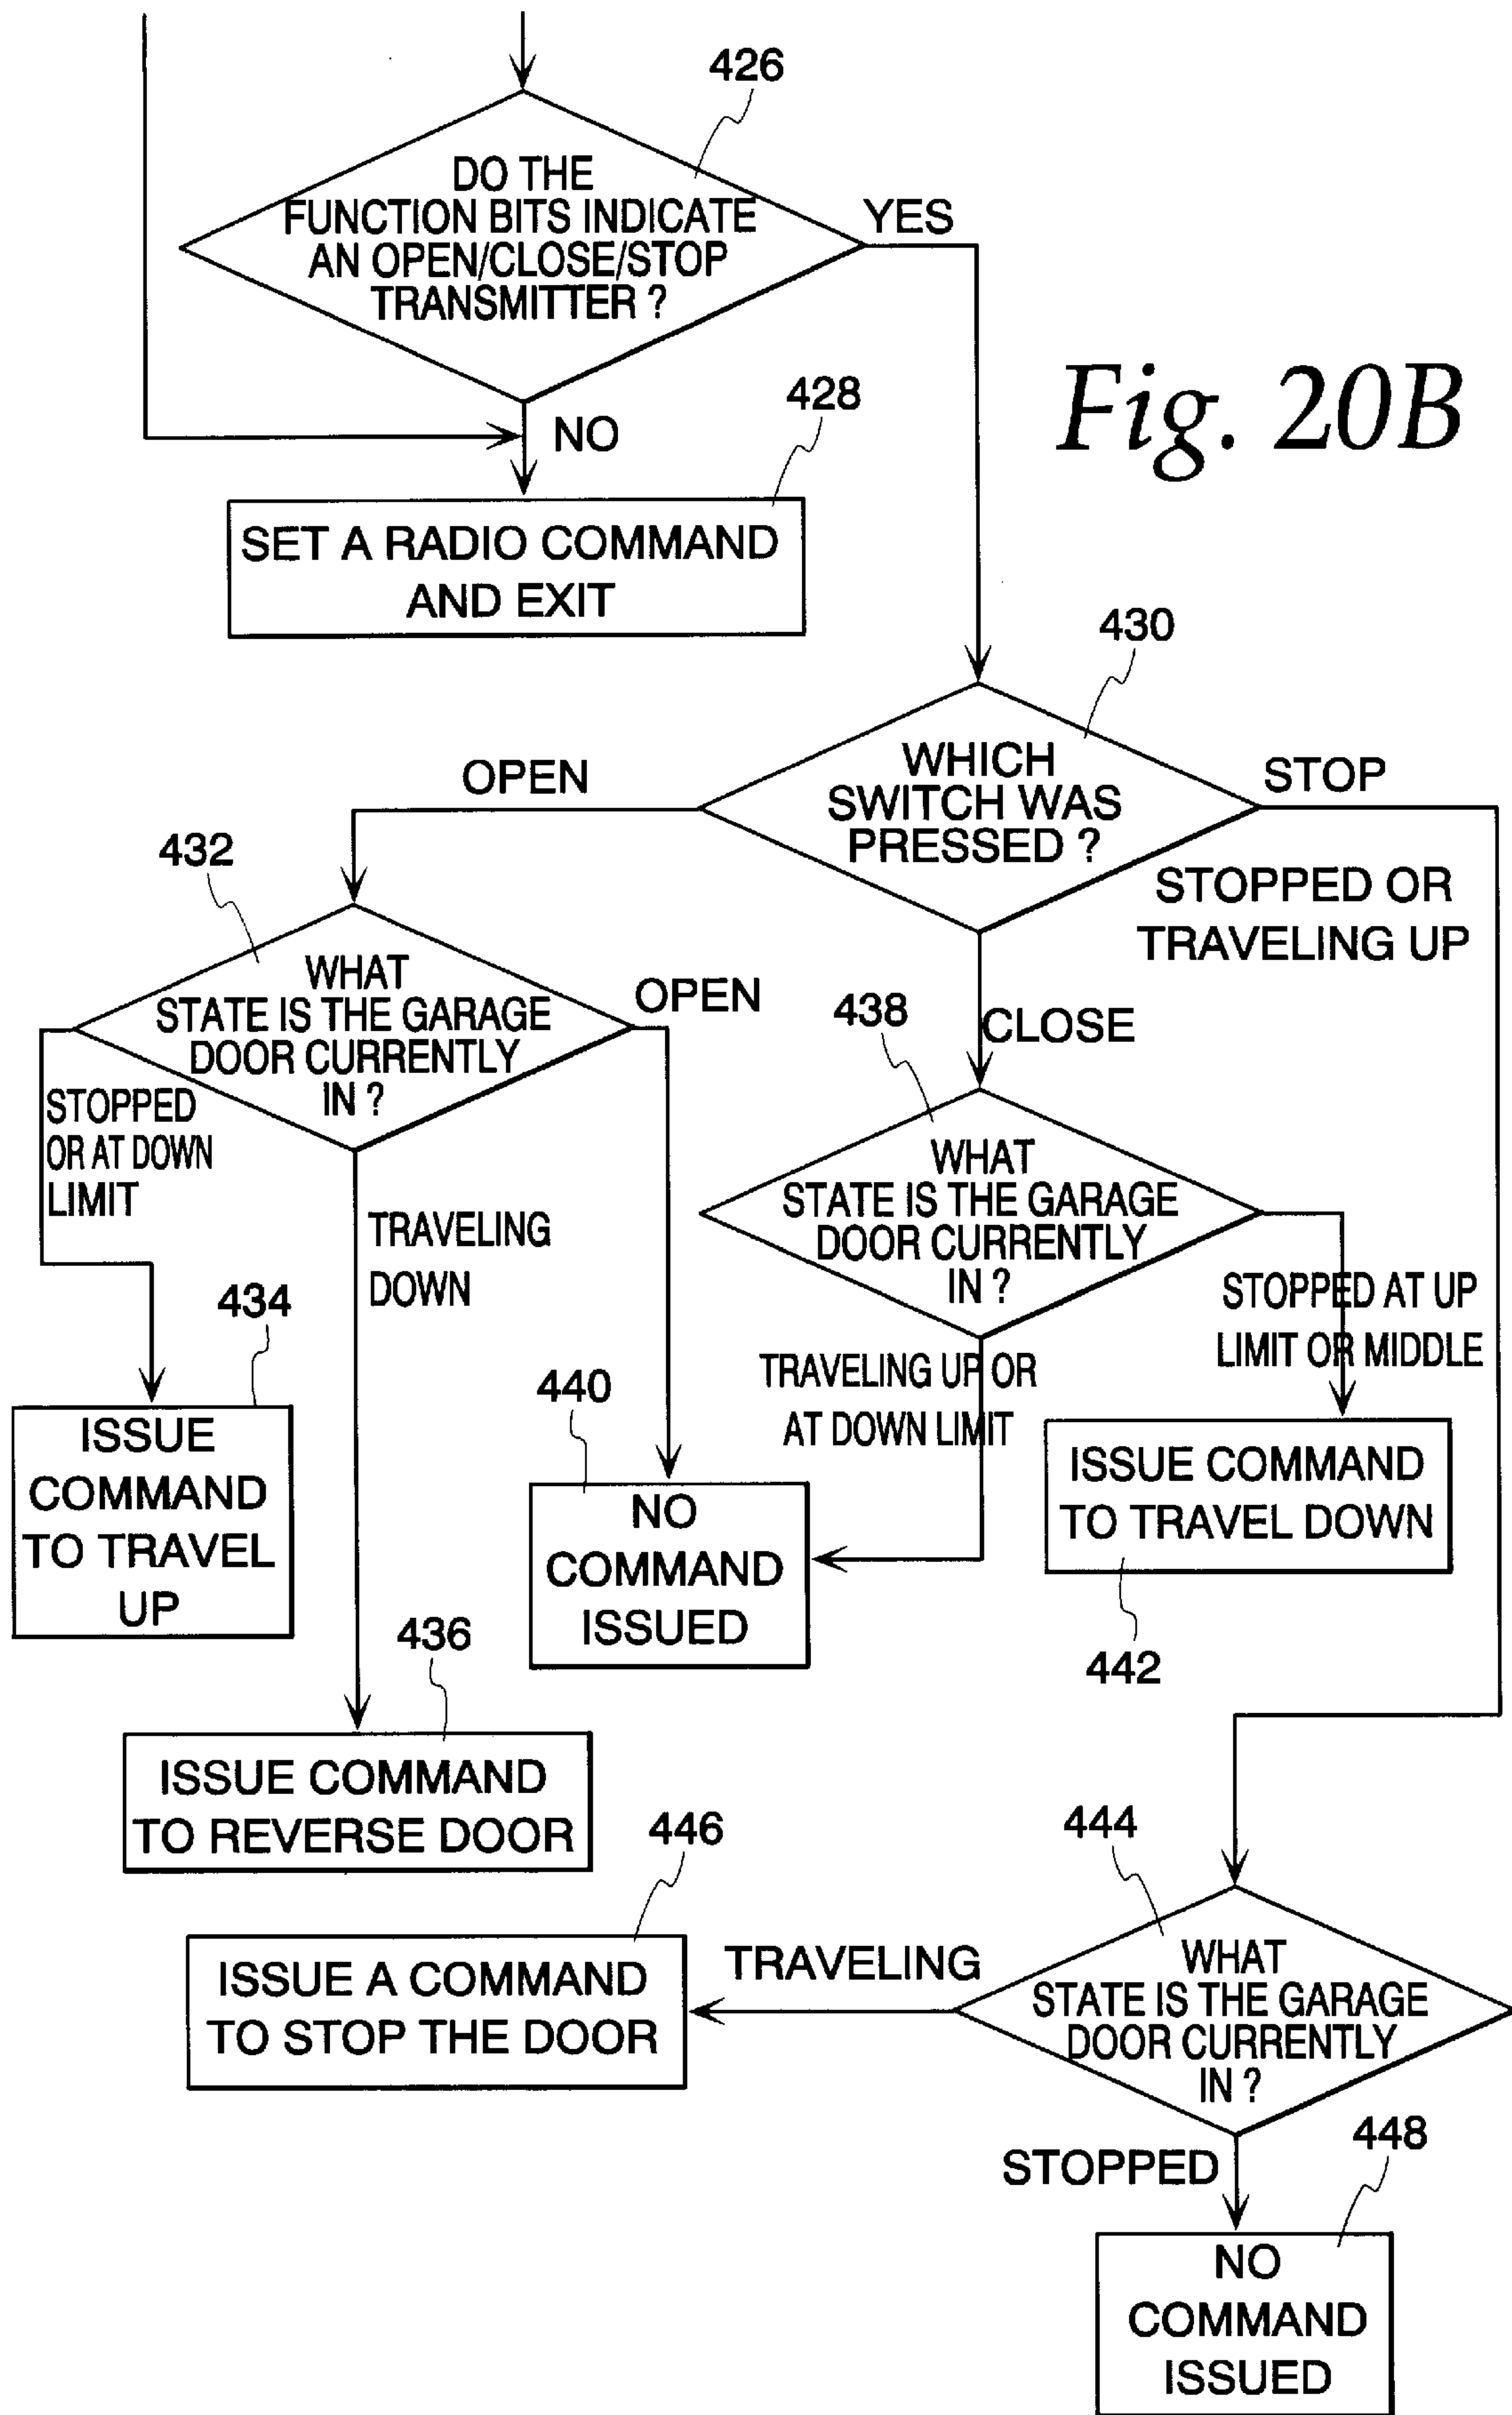 426
DO THE
FUNCTION BITS INDICATE
AN OPEN/CLOSE/STOP
TRANSMITTER ?
YES
NO
428
SET A RADIO COMMAND
AND EXIT
Fig. 20B
430
WHICH
SWITCH WAS
PRESSED ?
OPEN
STOP
STOPPED OR
TRAVELING UP
CLOSE
432
WHAT
STATE IS THE GARAGE
DOOR CURRENTLY
IN ?
OPEN
STOPPED
OR AT DOWN
LIMIT
TRAVELING
DOWN
438
WHAT
STATE IS THE GARAGE
DOOR CURRENTLY
IN ?
STOPPED AT UP
LIMIT OR MIDDLE
TRAVELING UP OR
AT DOWN LIMIT
434
ISSUE
COMMAND
TO TRAVEL
UP
440
NO
COMMAND
ISSUED
ISSUE COMMAND
TO TRAVEL DOWN
442
436
ISSUE COMMAND
TO REVERSE DOOR
446
ISSUE A COMMAND
TO STOP THE DOOR
TRAVELING
444
WHAT
STATE IS THE GARAGE
DOOR CURRENTLY
IN ?
STOPPED
448
NO
COMMAND
ISSUED